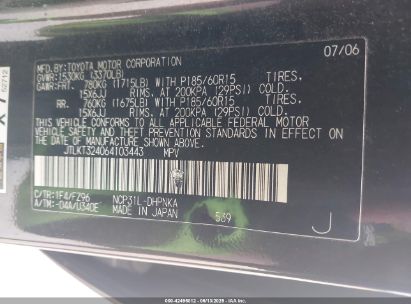 07/06
MFD.BY:TOYOTA MOTOR CORPORATION
GVWR:1530KG (3370LB)
GAWR:FRT. 780KG (1715LB) WITH P185/60R15 TIRES,
15X6JJ RIMS, AT 200KPA (29PSI) COLD.
RR. 760KG (1675LB) WITH P185/60R15 TIRES,
15X6JJ RIMS, AT 200KPA (29PSI) COLD.
THIS VEHICLE CONFORMS TO ALL APPLICABLE FEDERAL MOTOR
VEHICLE SAFETY AND THEFT PREVENTION STANDARDS IN EFFECT ON
THE DATE OF MANUFACTURE SHOWN ABOVE.
JTLKT324064103443 MPV
C/TR:1F4/FZ96 NCP31L-DHPNKA
A/TM:-04A/U340E MADE IN JAPAN 589
J
52712